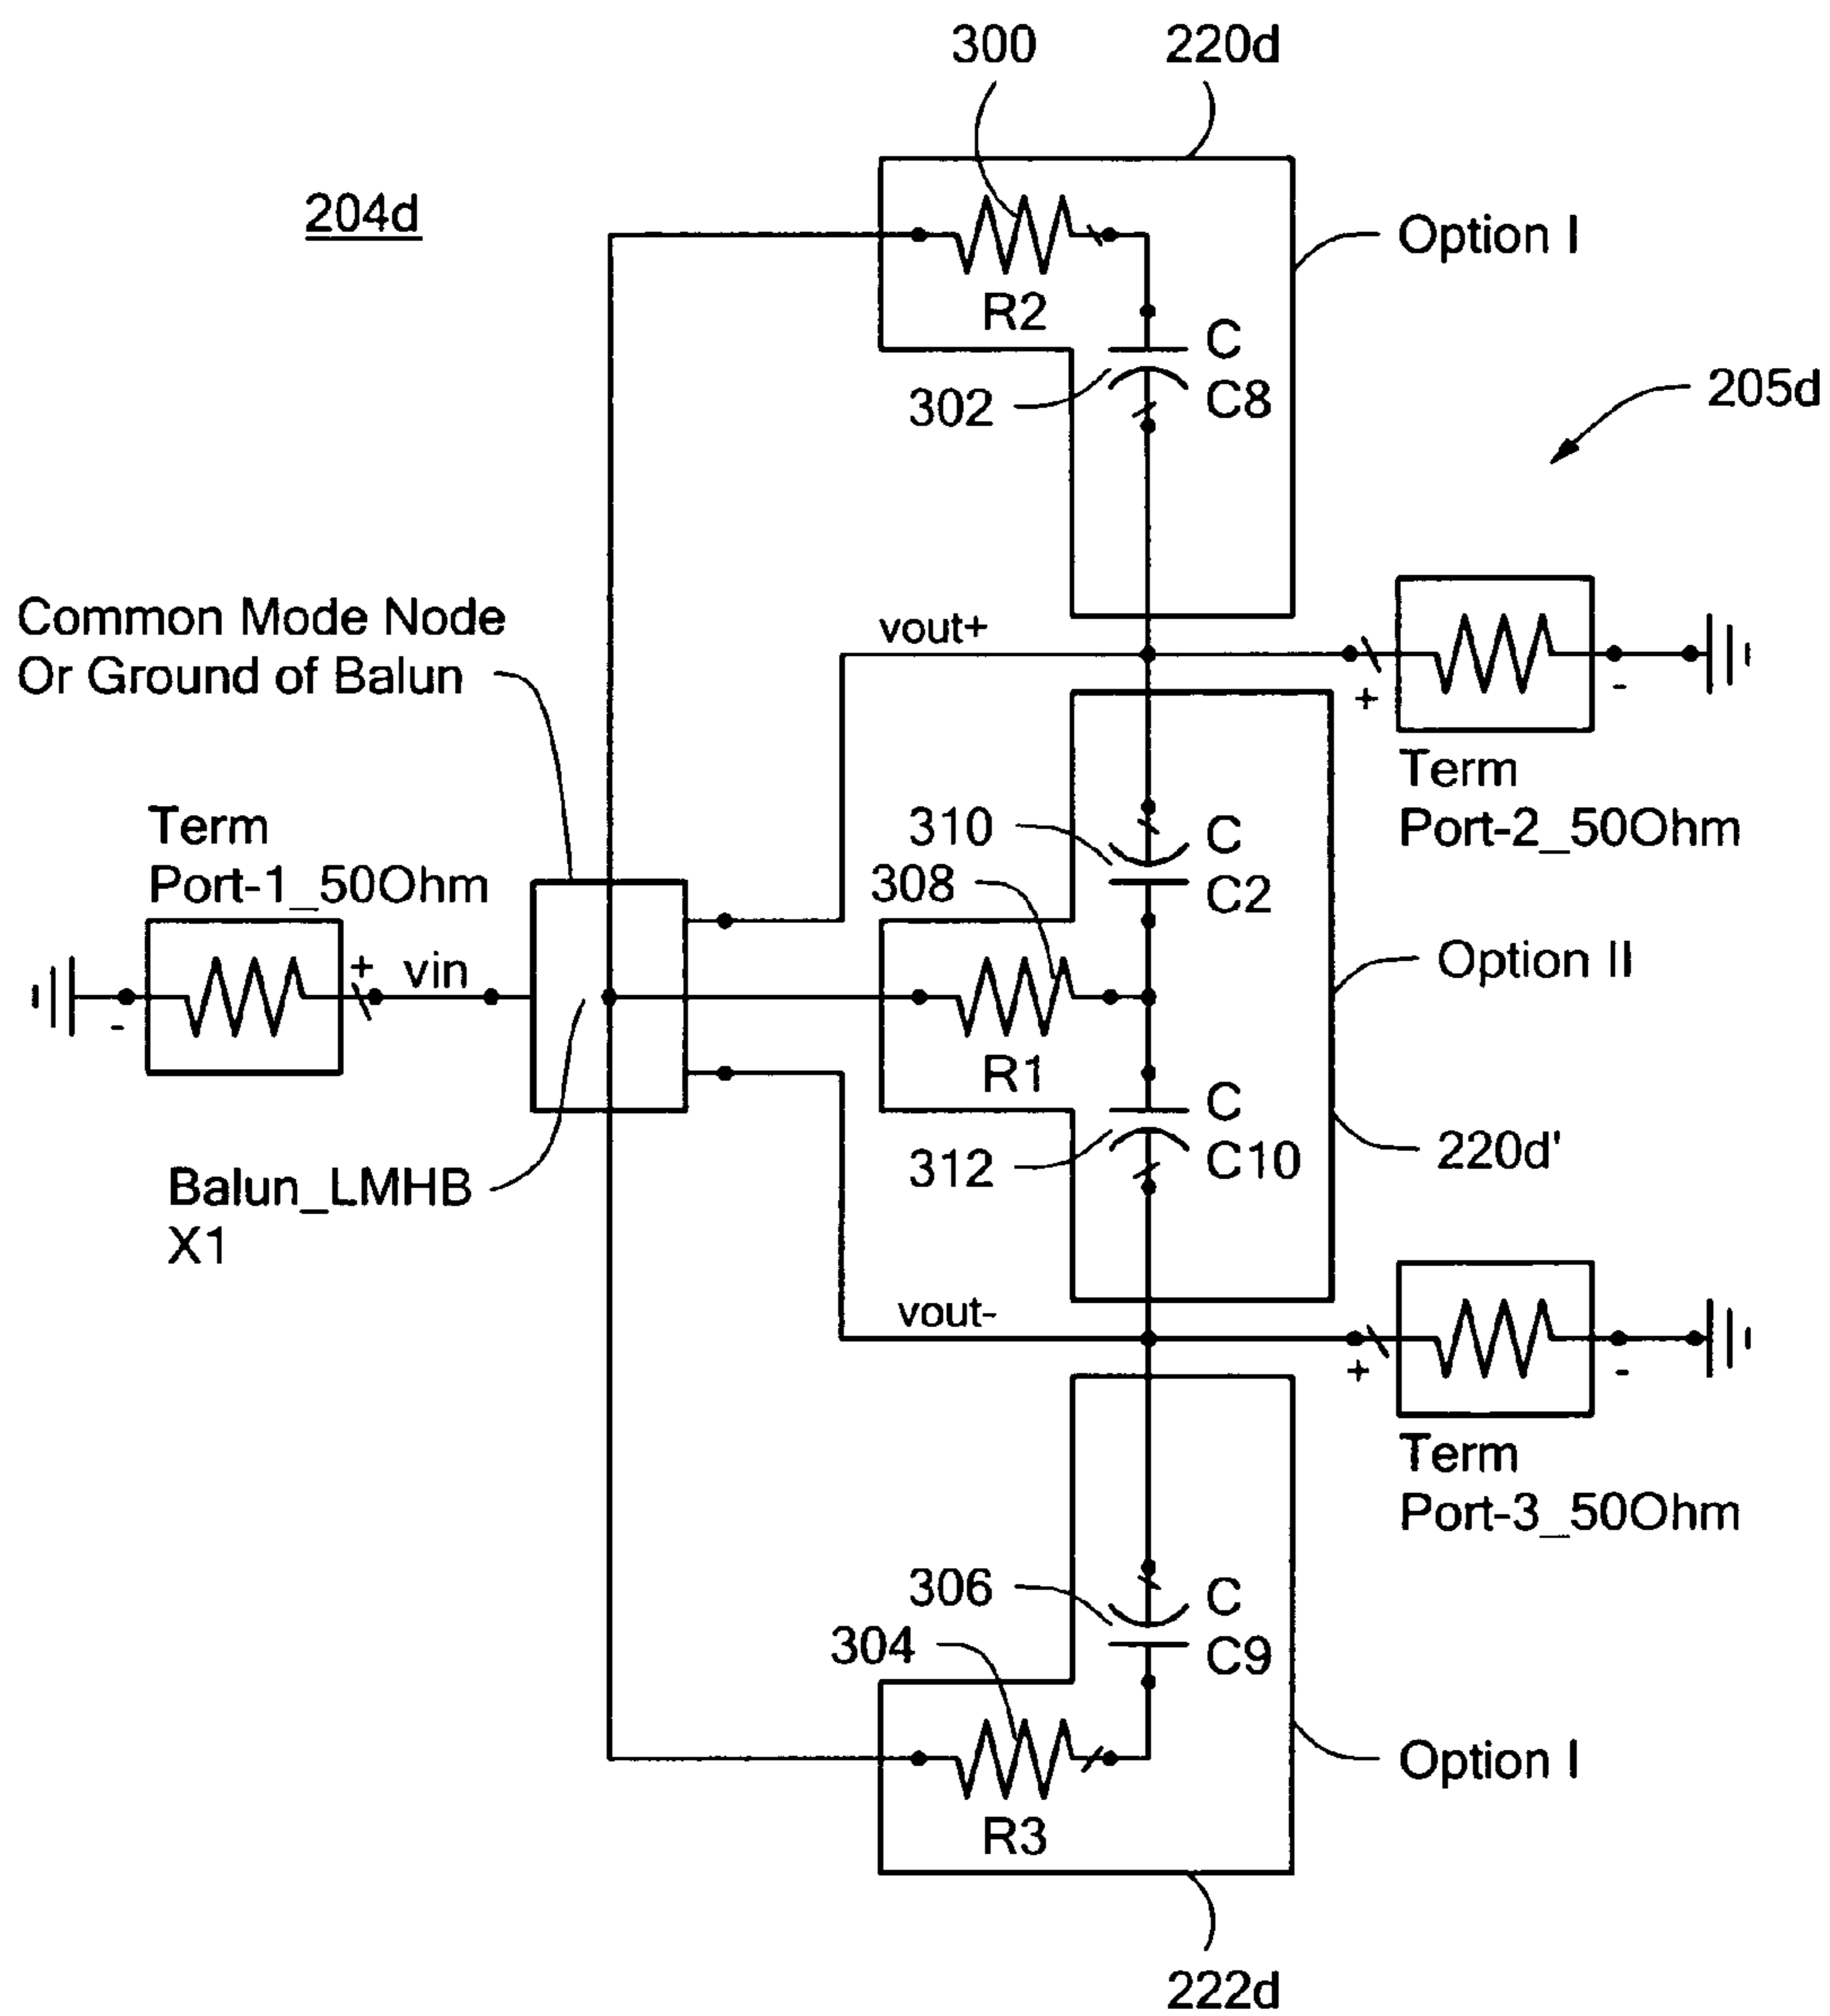 300
220d
204d
Option I
R2
C
C8
302
205d
Common Mode Node
Or Ground of Balun
vout+
+
-
Term
Port-2_50Ohm
Term
Port-1_50Ohm
310
C
C2
308
+
vin
-
Option II
R1
C
C10
312
220d'
Balun_LMHB
X1
vout-
+
-
Term
Port-3_50Ohm
306
C
C9
304
Option I
R3
222d